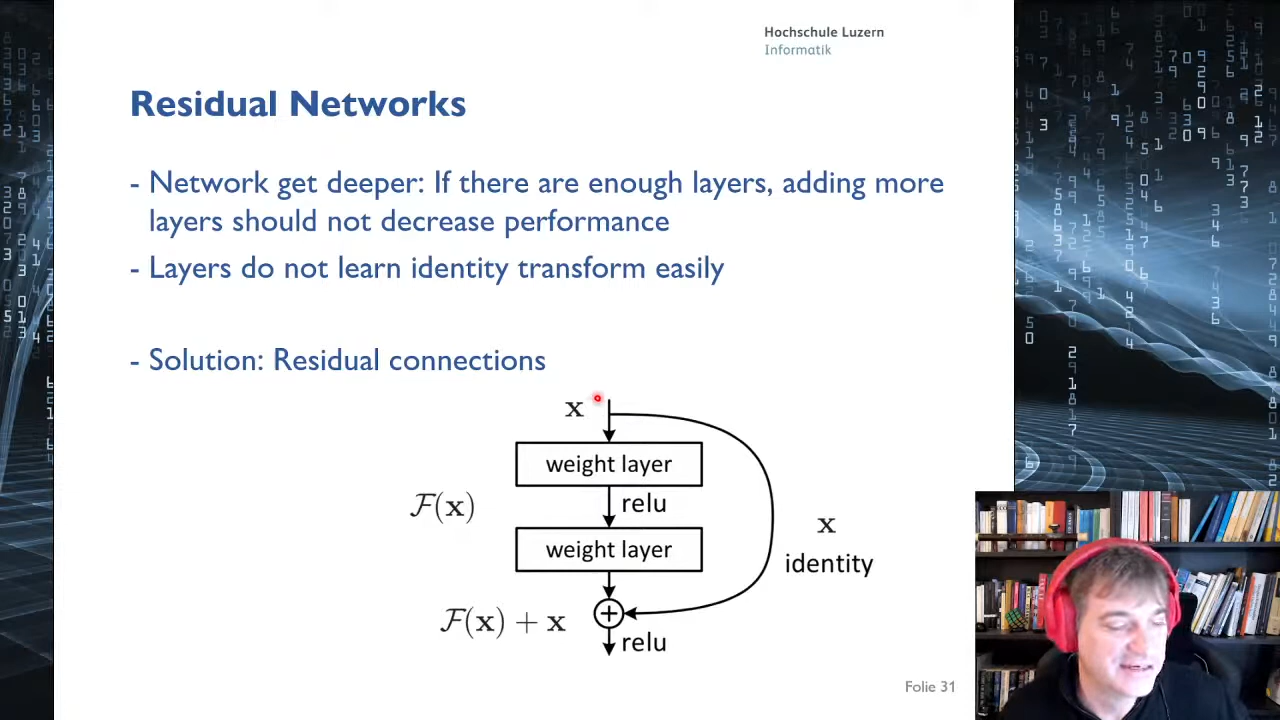 Hochschule Luzern
Informatik
Residual Networks
- Network get deeper: If there are enough layers, adding more
layers should not decrease performance
- Layers do not learn identity transform easily
- Solution: Residual connections
x
weight layer
F(x)
relu
x
weight layer
identity
F(x) + x
+
relu
Folie 31